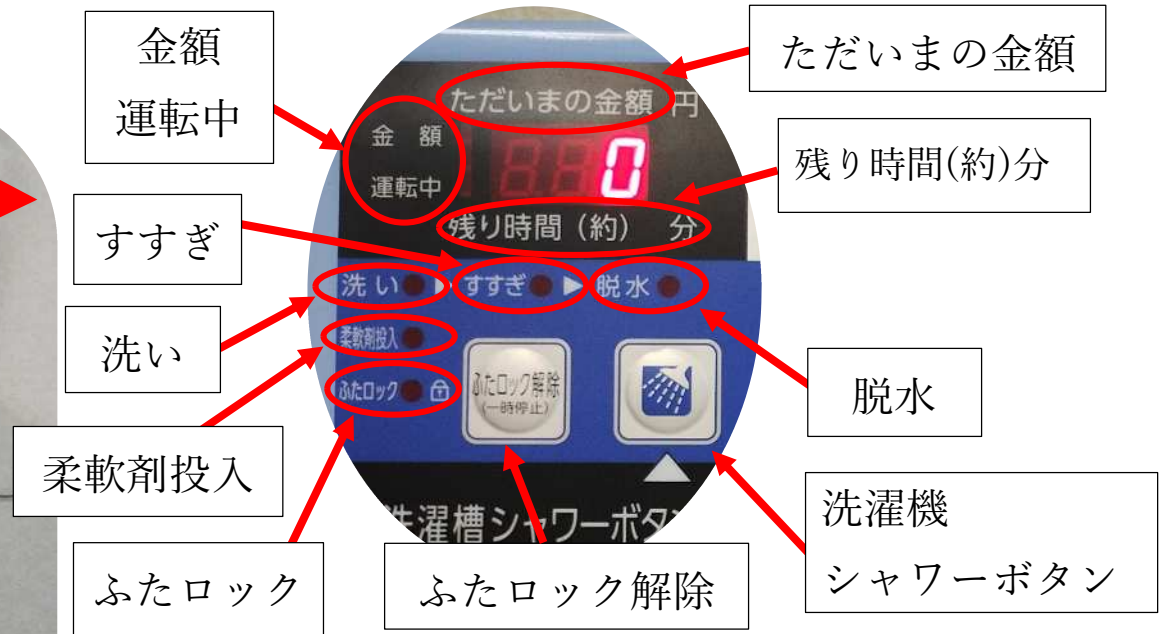 金額
運転中
ただいまの金額
残り時間(約)分
すすぎ
洗い
柔軟剤投入
ふたロック
ふたロック解除
脱水
洗濯機
シャワーボタン
ただいまの金額 円
金 額
0
運転中
残り時間(約) 分
洗い ▶ すすぎ ▶ 脱水
柔軟剤投入
ふたロック
ふたロック解除
(一時停止)
洗濯槽シャワーボタン